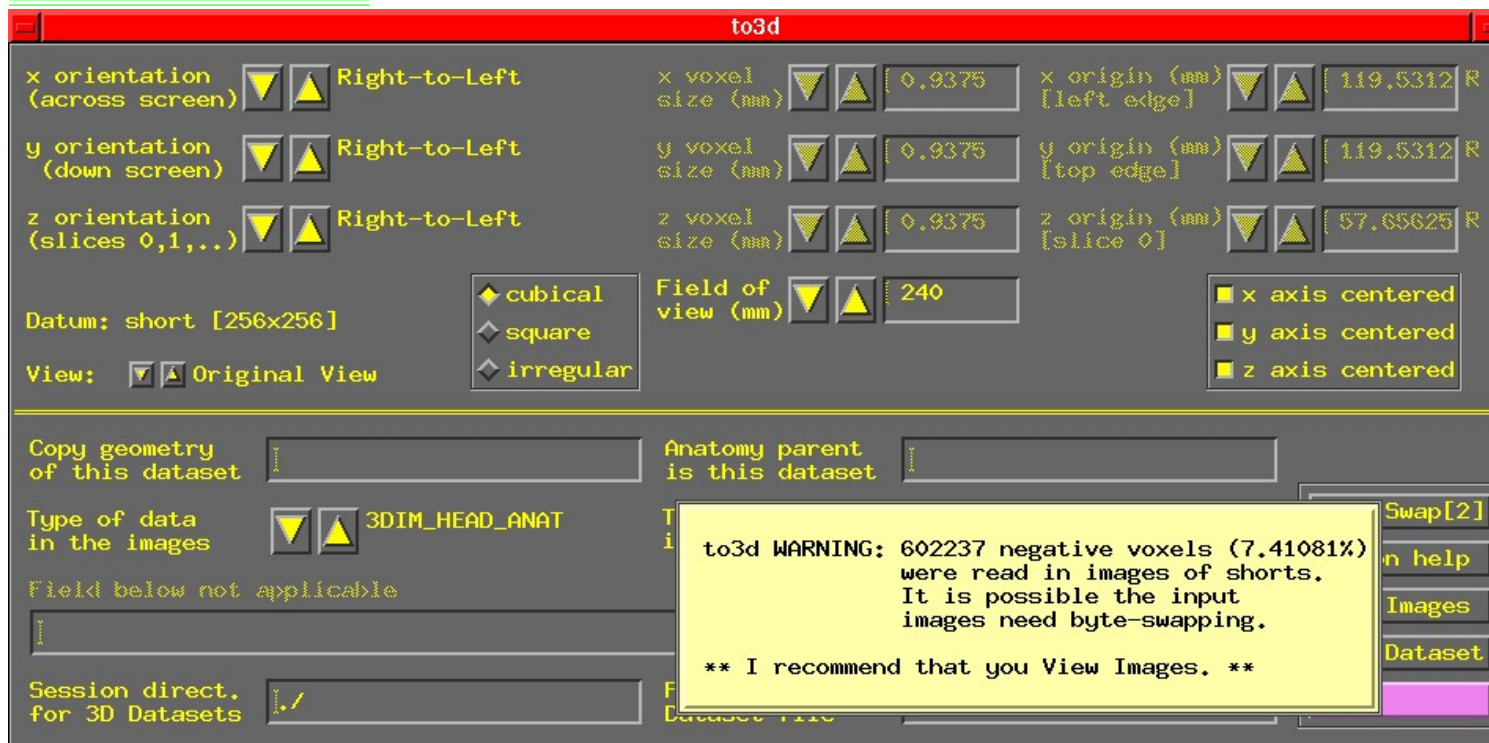 to3d
x orientation
(across screen)
Right-to-Left
x voxel
size (mm)
0.9375
x origin (mm)
[left edge]
119.5312 R
y orientation
(down screen)
Right-to-Left
y voxel
size (mm)
0.9375
y origin (mm)
[top edge]
119.5312 R
z orientation
(slices 0,1,..)
Right-to-Left
z voxel
size (mm)
0.9375
z origin (mm)
[slice 0]
57.65625 R
Datum: short [256x256]
View: Original View
cubical
square
irregular
Field of
view (mm)
240
x axis centered
y axis centered
z axis centered
Copy geometry
of this dataset
Anatomy parent
is this dataset
Type of data
in the images
3DIM_HEAD_ANAT
Swap[2]
help
Images
Dataset
Field below not applicable
to3d WARNING: 602237 negative voxels (7.41081%)
were read in images of shorts.
It is possible the input
images need byte-swapping.
** I recommend that you View Images. **
Session direct.
for 3D Datasets
./